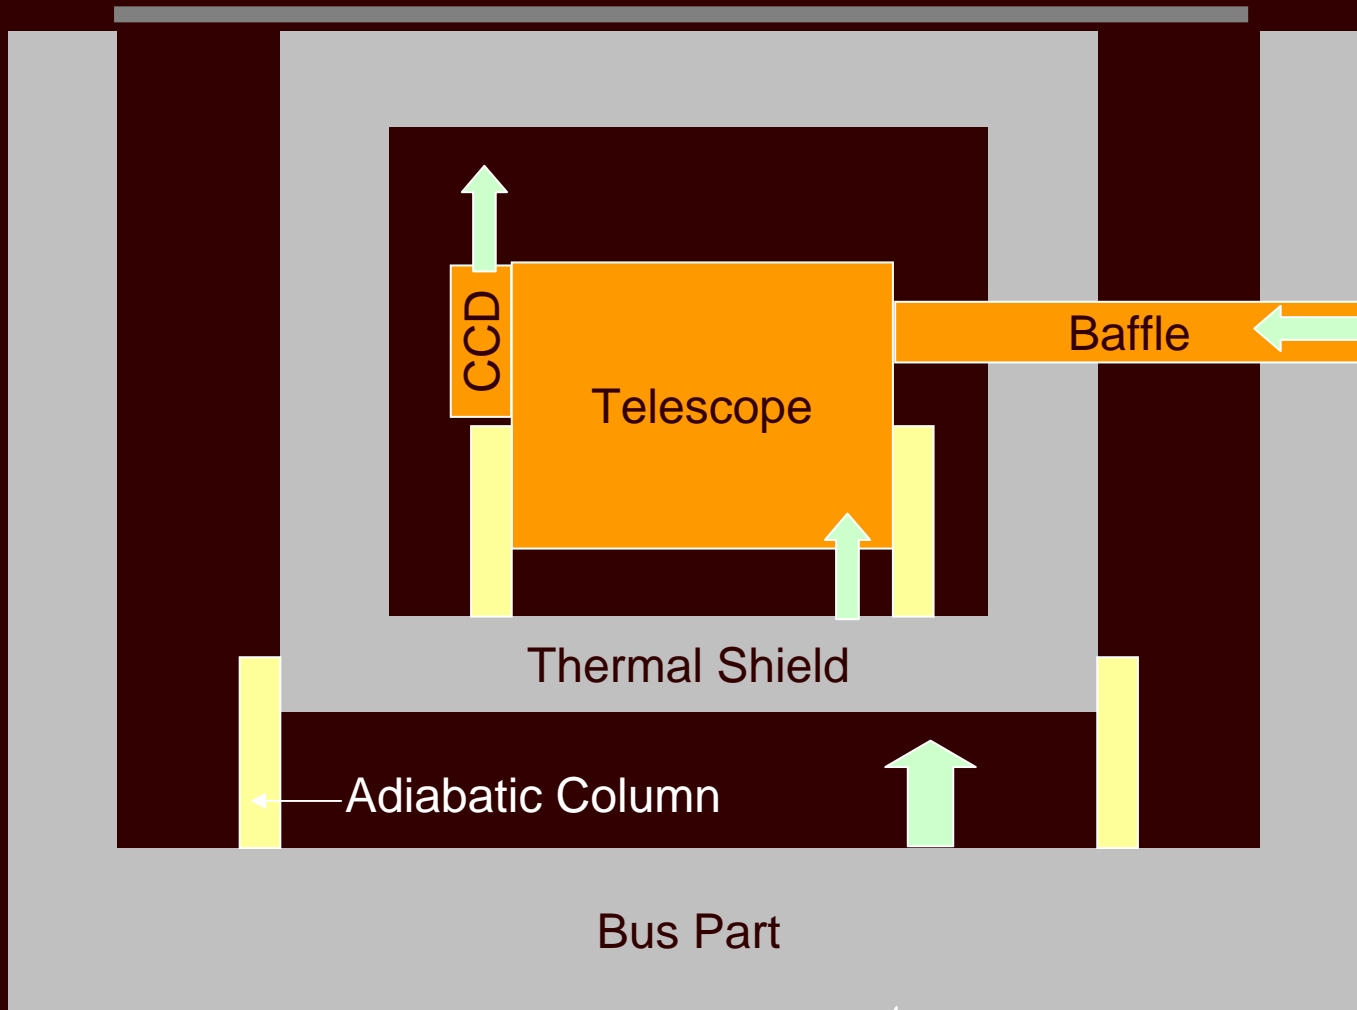 CCD
Baffle
Telescope
Thermal Shield
Adiabatic Column
Bus Part